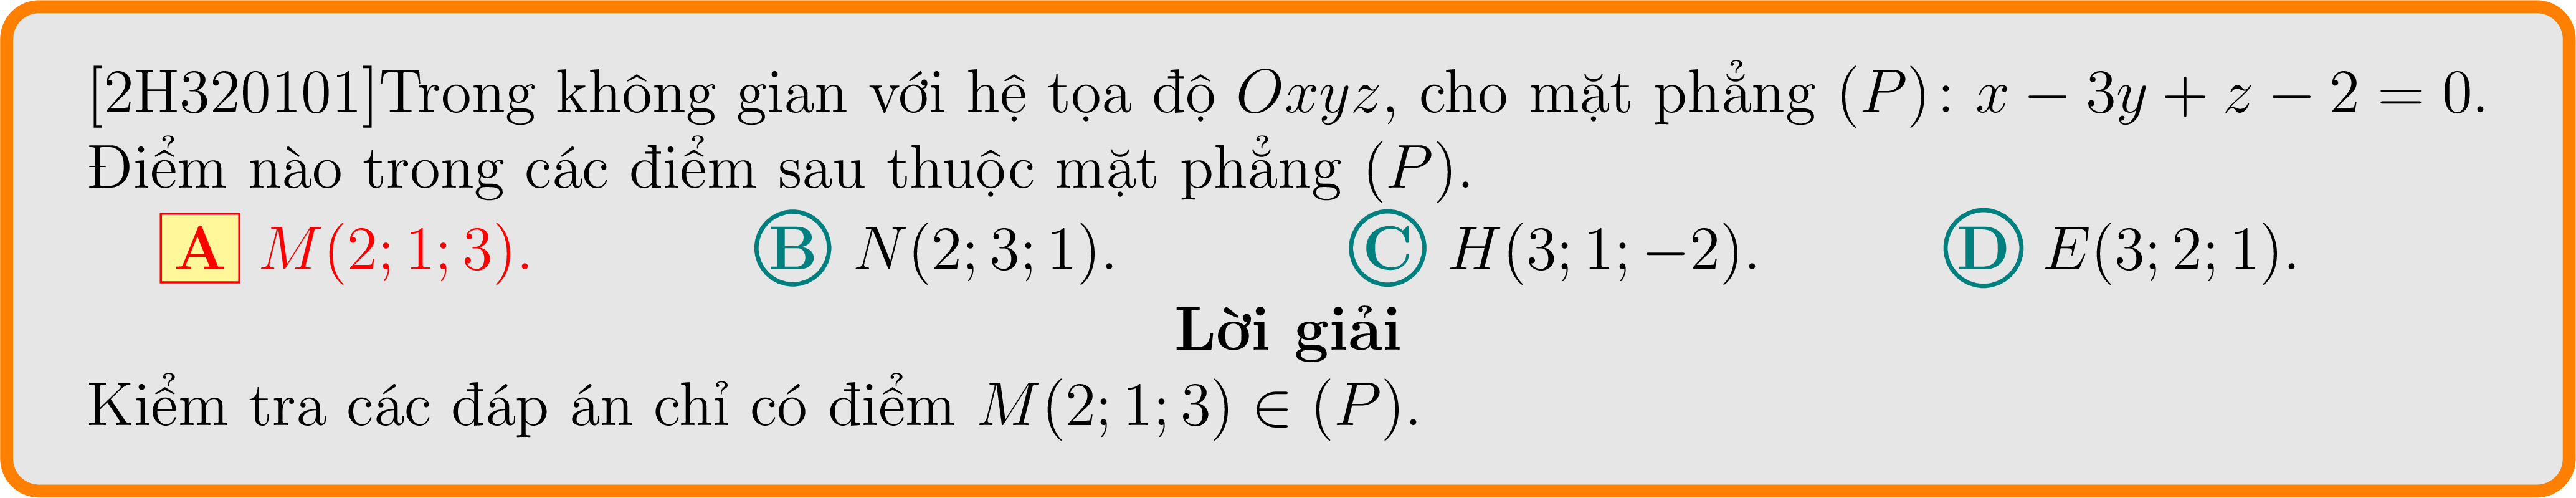 [2H320101]Trong không gian với hệ tọa độ Oxyz, cho mặt phẳng (P): x − 3y + z − 2 = 0.
Điểm nào trong các điểm sau thuộc mặt phẳng (P).
A M(2; 1; 3). B N(2; 3; 1). C H(3; 1; −2). D E(3; 2; 1).
Lời giải
Kiểm tra các đáp án chỉ có điểm M(2; 1; 3) ∈ (P).